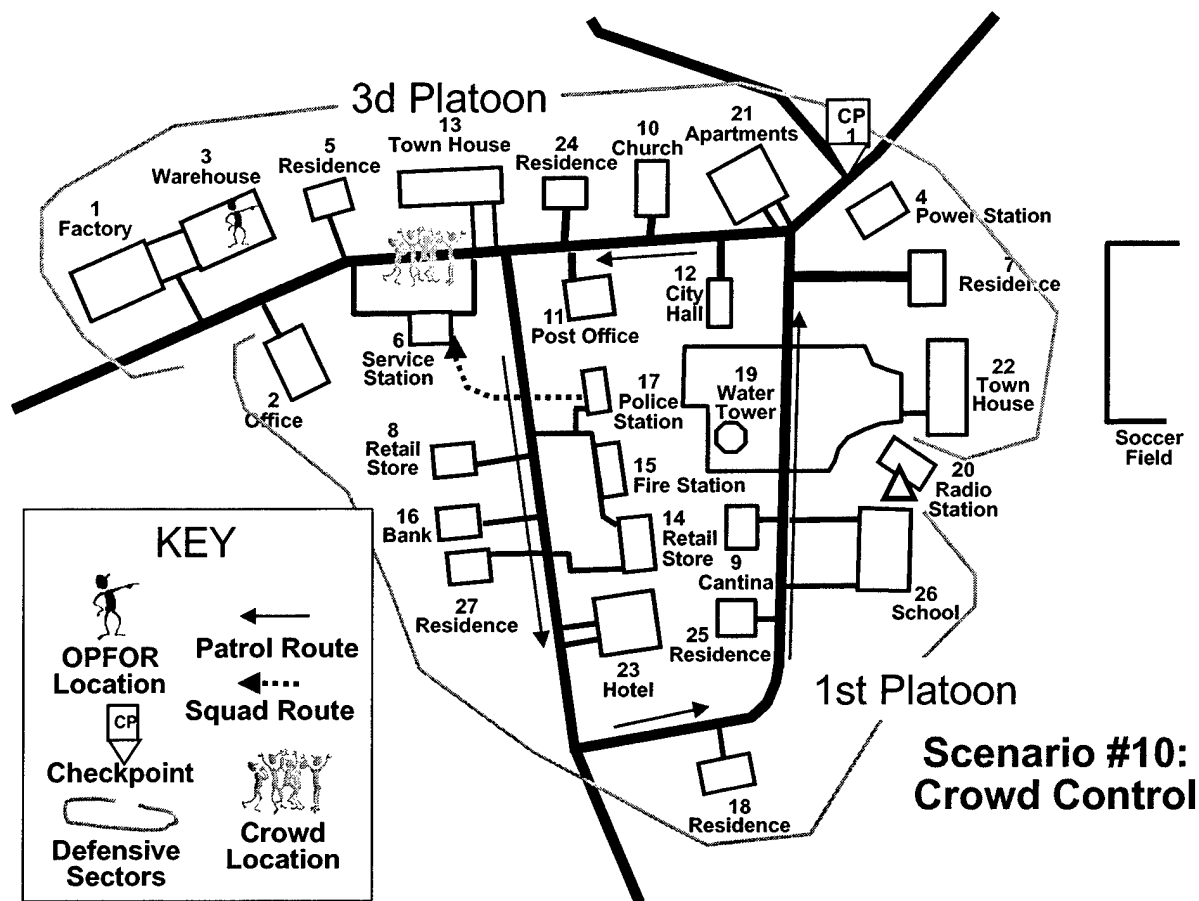 3d Platoon
13
Town House
21
Apartments
CP
1
10
Church
24
Residence
5
Residence
3
Warehouse
1
Factory
4
Power Station
7
Residence
12
City
Hall
11
Post Office
6
Service
Station
2
Office
17
Police
Station
19
Water
Tower
22
Town
House
Soccer
Field
8
Retail
Store
15
Fire Station
20
Radio
Station
16
Bank
14
Retail
Store
9
Cantina
26
School
27
Residence
25
Residence
23
Hotel
1st Platoon
18
Residence
Scenario #10:
Crowd Control
KEY
OPFOR
Location
Patrol Route
Squad Route
CP
Checkpoint
Crowd
Location
Defensive
Sectors